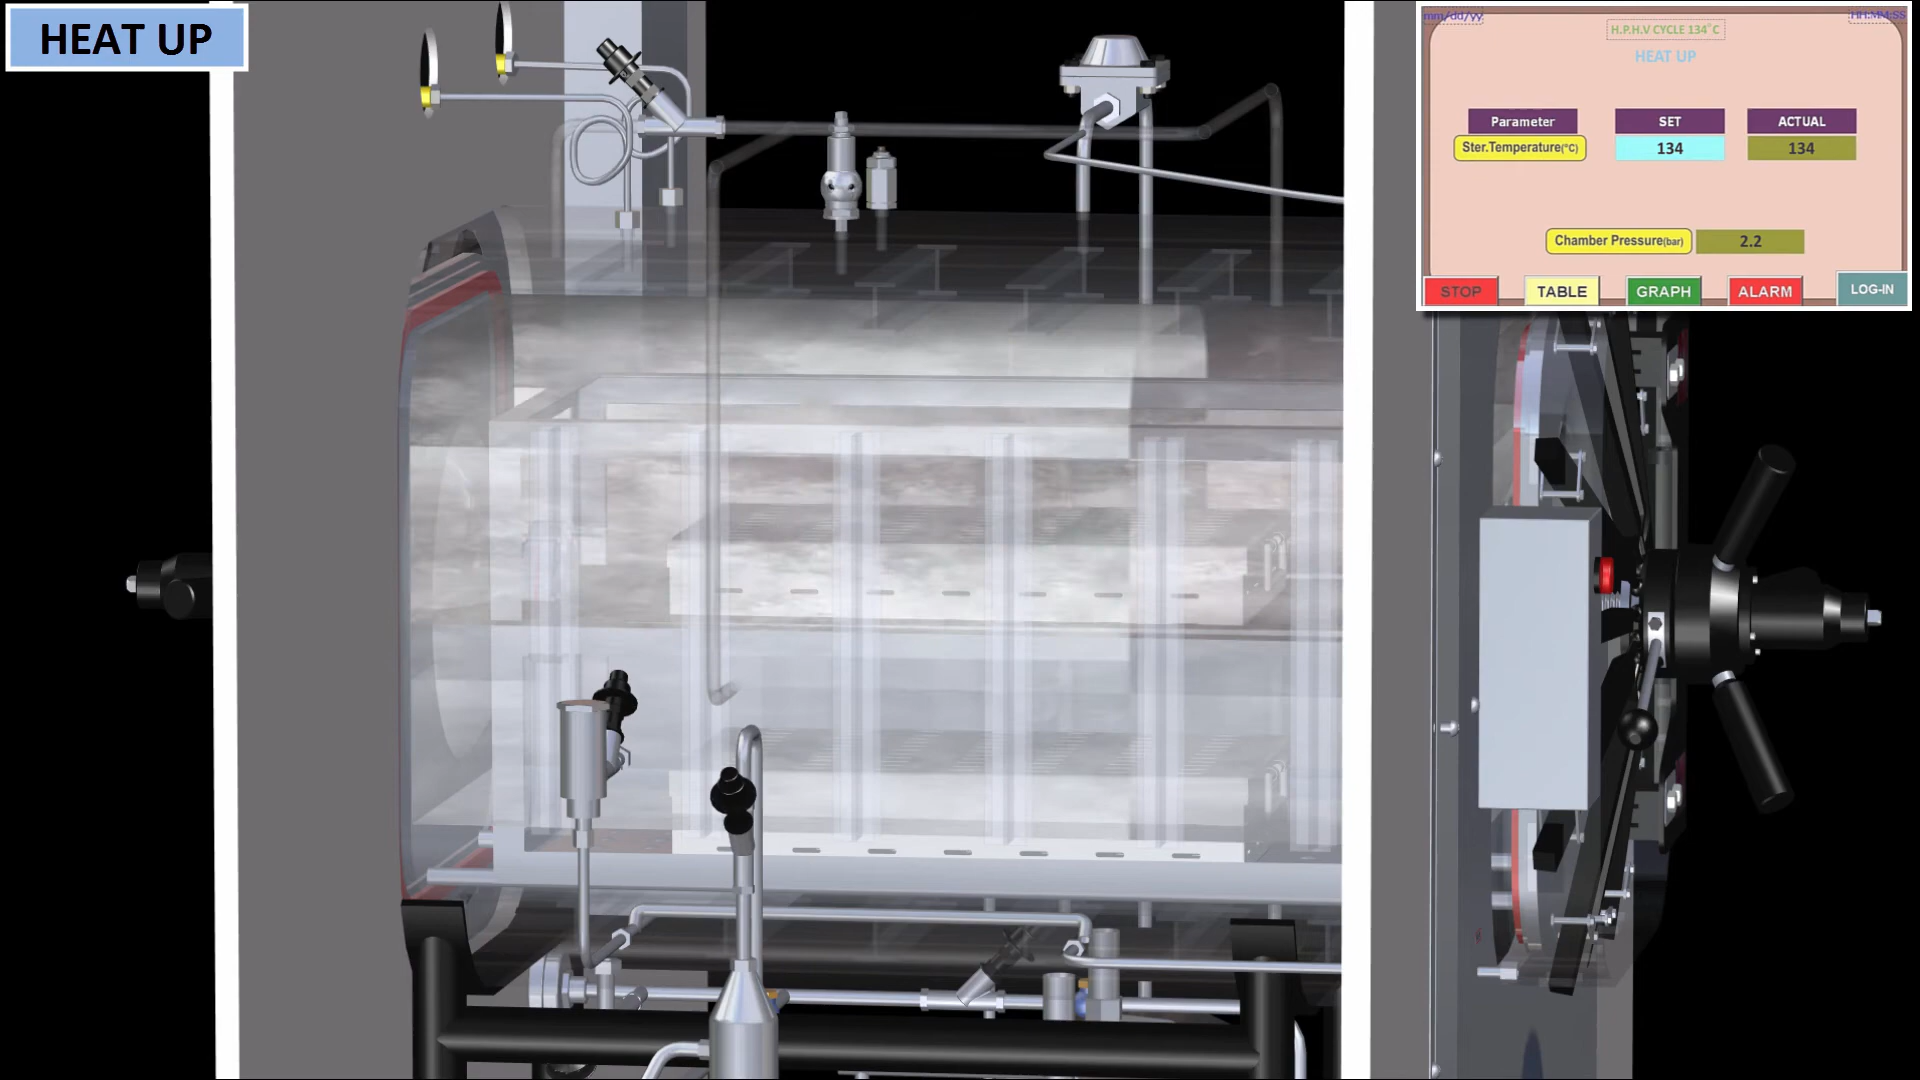 HEAT UP
mm/dd/yy
HH:MM:SS
H.P.H.V CYCLE 134°C
HEAT UP
Parameter SET ACTUAL
Ster.Temperature(°C) 134 134
Chamber Pressure(bar) 2.2
STOP TABLE GRAPH ALARM LOG-IN